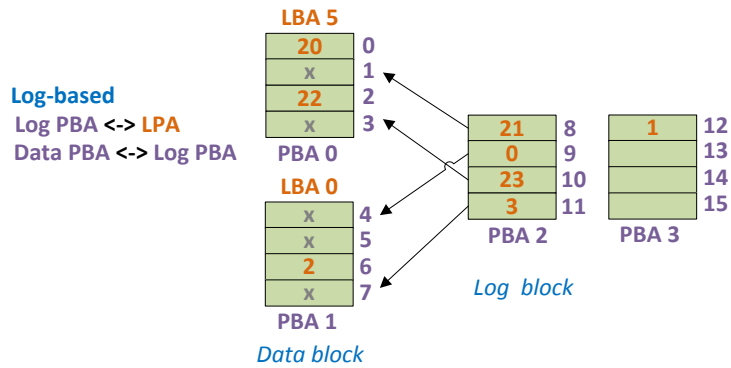 LBA 5
20 0
x 1
22 2
x 3
PBA 0
Log-based
Log PBA <-> LPA
Data PBA <-> Log PBA
LBA 0
x 4
x 5
2 6
x 7
PBA 1
Data block
21 8
0 9
23 10
3 11
PBA 2
1 12
13
14
15
PBA 3
Log block